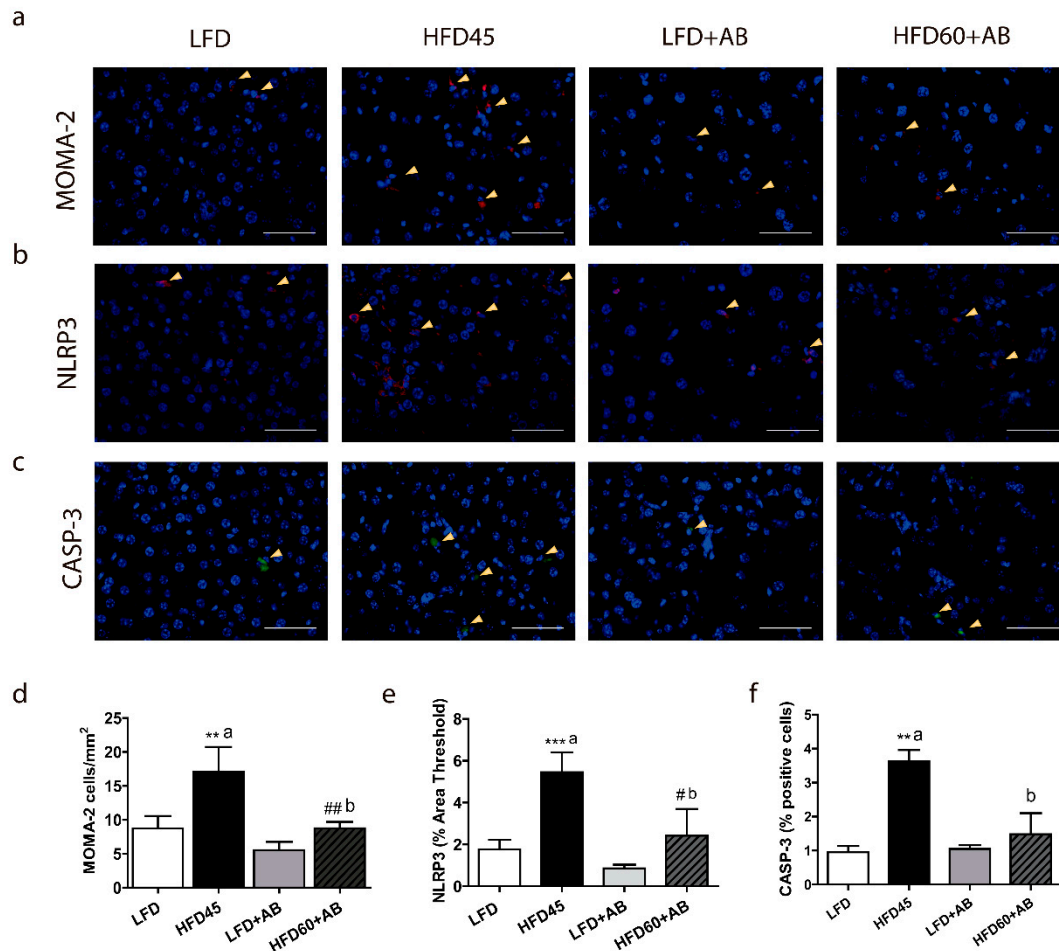 a
LFD HFD45 LFD+AB HFD60+AB
MOMA-2
b
NLRP3
c
CASP-3
d
MOMA-2 cells/mm²
25
20
15
10
5
0
** a
## b
LFD HFD45 LFD+AB HFD60+AB
e
NLRP3 (% Area Threshold)
8
6
4
2
0
*** a
# b
LFD HFD45 LFD+AB HFD60+AB
f
CASP-3 (% positive cells)
5
4
3
2
1
0
** a
b
LFD HFD45 LFD+AB HFD60+AB